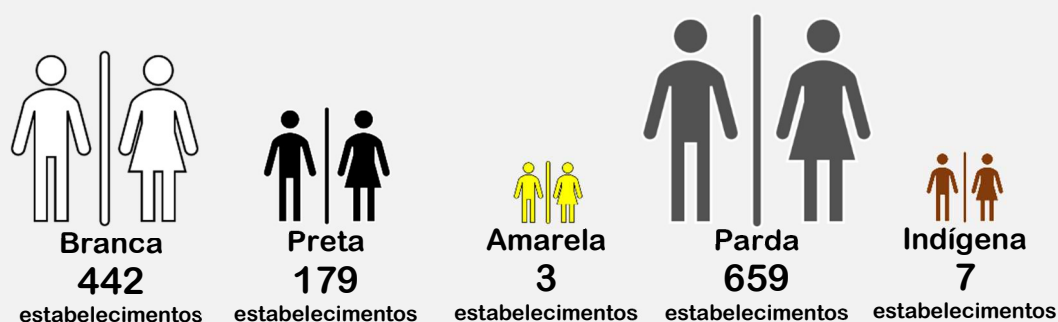 Branca
442
estabelecimentos
Preta
179
estabelecimentos
Amarela
3
estabelecimentos
Parda
659
estabelecimentos
Indígena
7
estabelecimentos